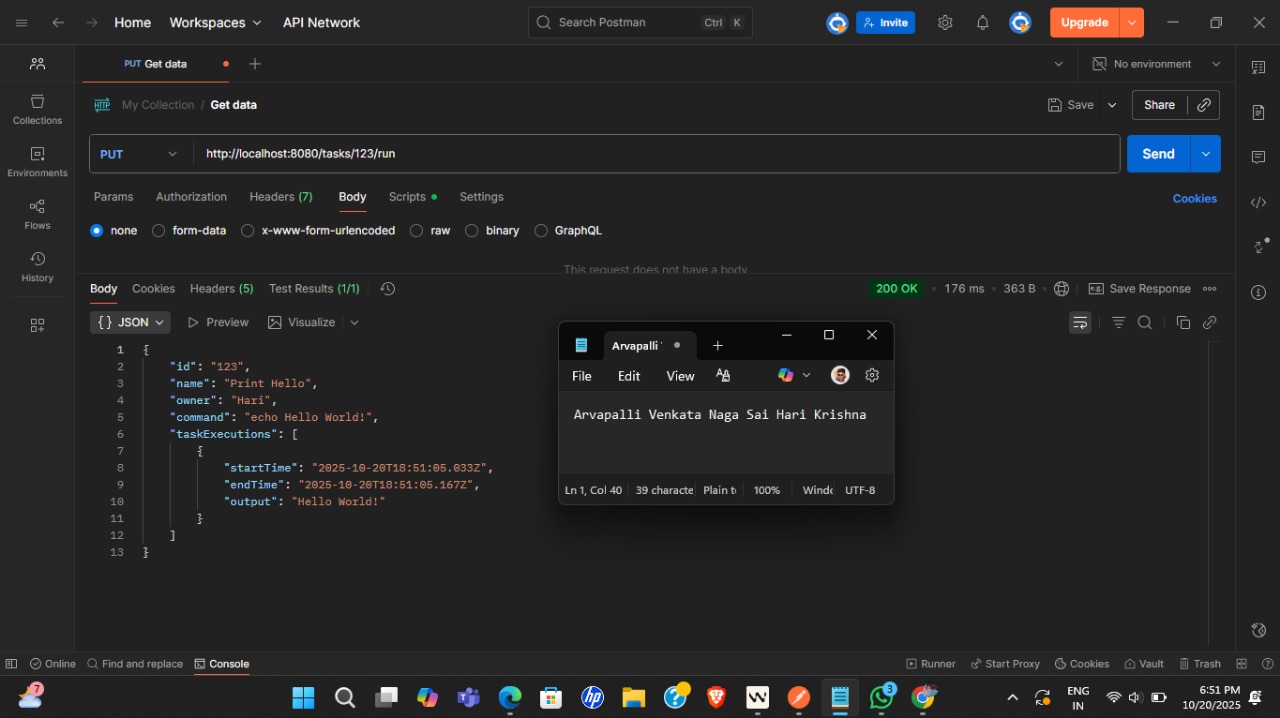 Home Workspaces API Network Search Postman Ctrl K Invite Upgrade
PUT Get data No environment
HTTP My Collection / Get data Save Share
PUT http://localhost:8080/tasks/123/run Send
Params Authorization Headers (7) Body Scripts Settings Cookies
none form-data x-www-form-urlencoded raw binary GraphQL
This request does not have a body
Body Cookies Headers (5) Test Results (1/1) 200 OK 176 ms 363 B Save Response
{} JSON Preview Visualize
1 {
2 "id": "123",
3 "name": "Print Hello",
4 "owner": "Hari",
5 "command": "echo Hello World!",
6 "taskExecutions": [
7 {
8 "startTime": "2025-10-20T18:51:05.033Z",
9 "endTime": "2025-10-20T18:51:05.167Z",
10 "output": "Hello World!"
11 }
12 ]
13 }
Collections
Environments
Flows
History
Arvapalli
File Edit View
Arvapalli Venkata Naga Sai Hari Krishna
Ln 1, Col 40 39 characte Plain t 100% Windc UTF-8
Online Find and replace Console Runner Start Proxy Cookies Vault Trash
7 3 ENG 6:51 PM
IN 10/20/2025